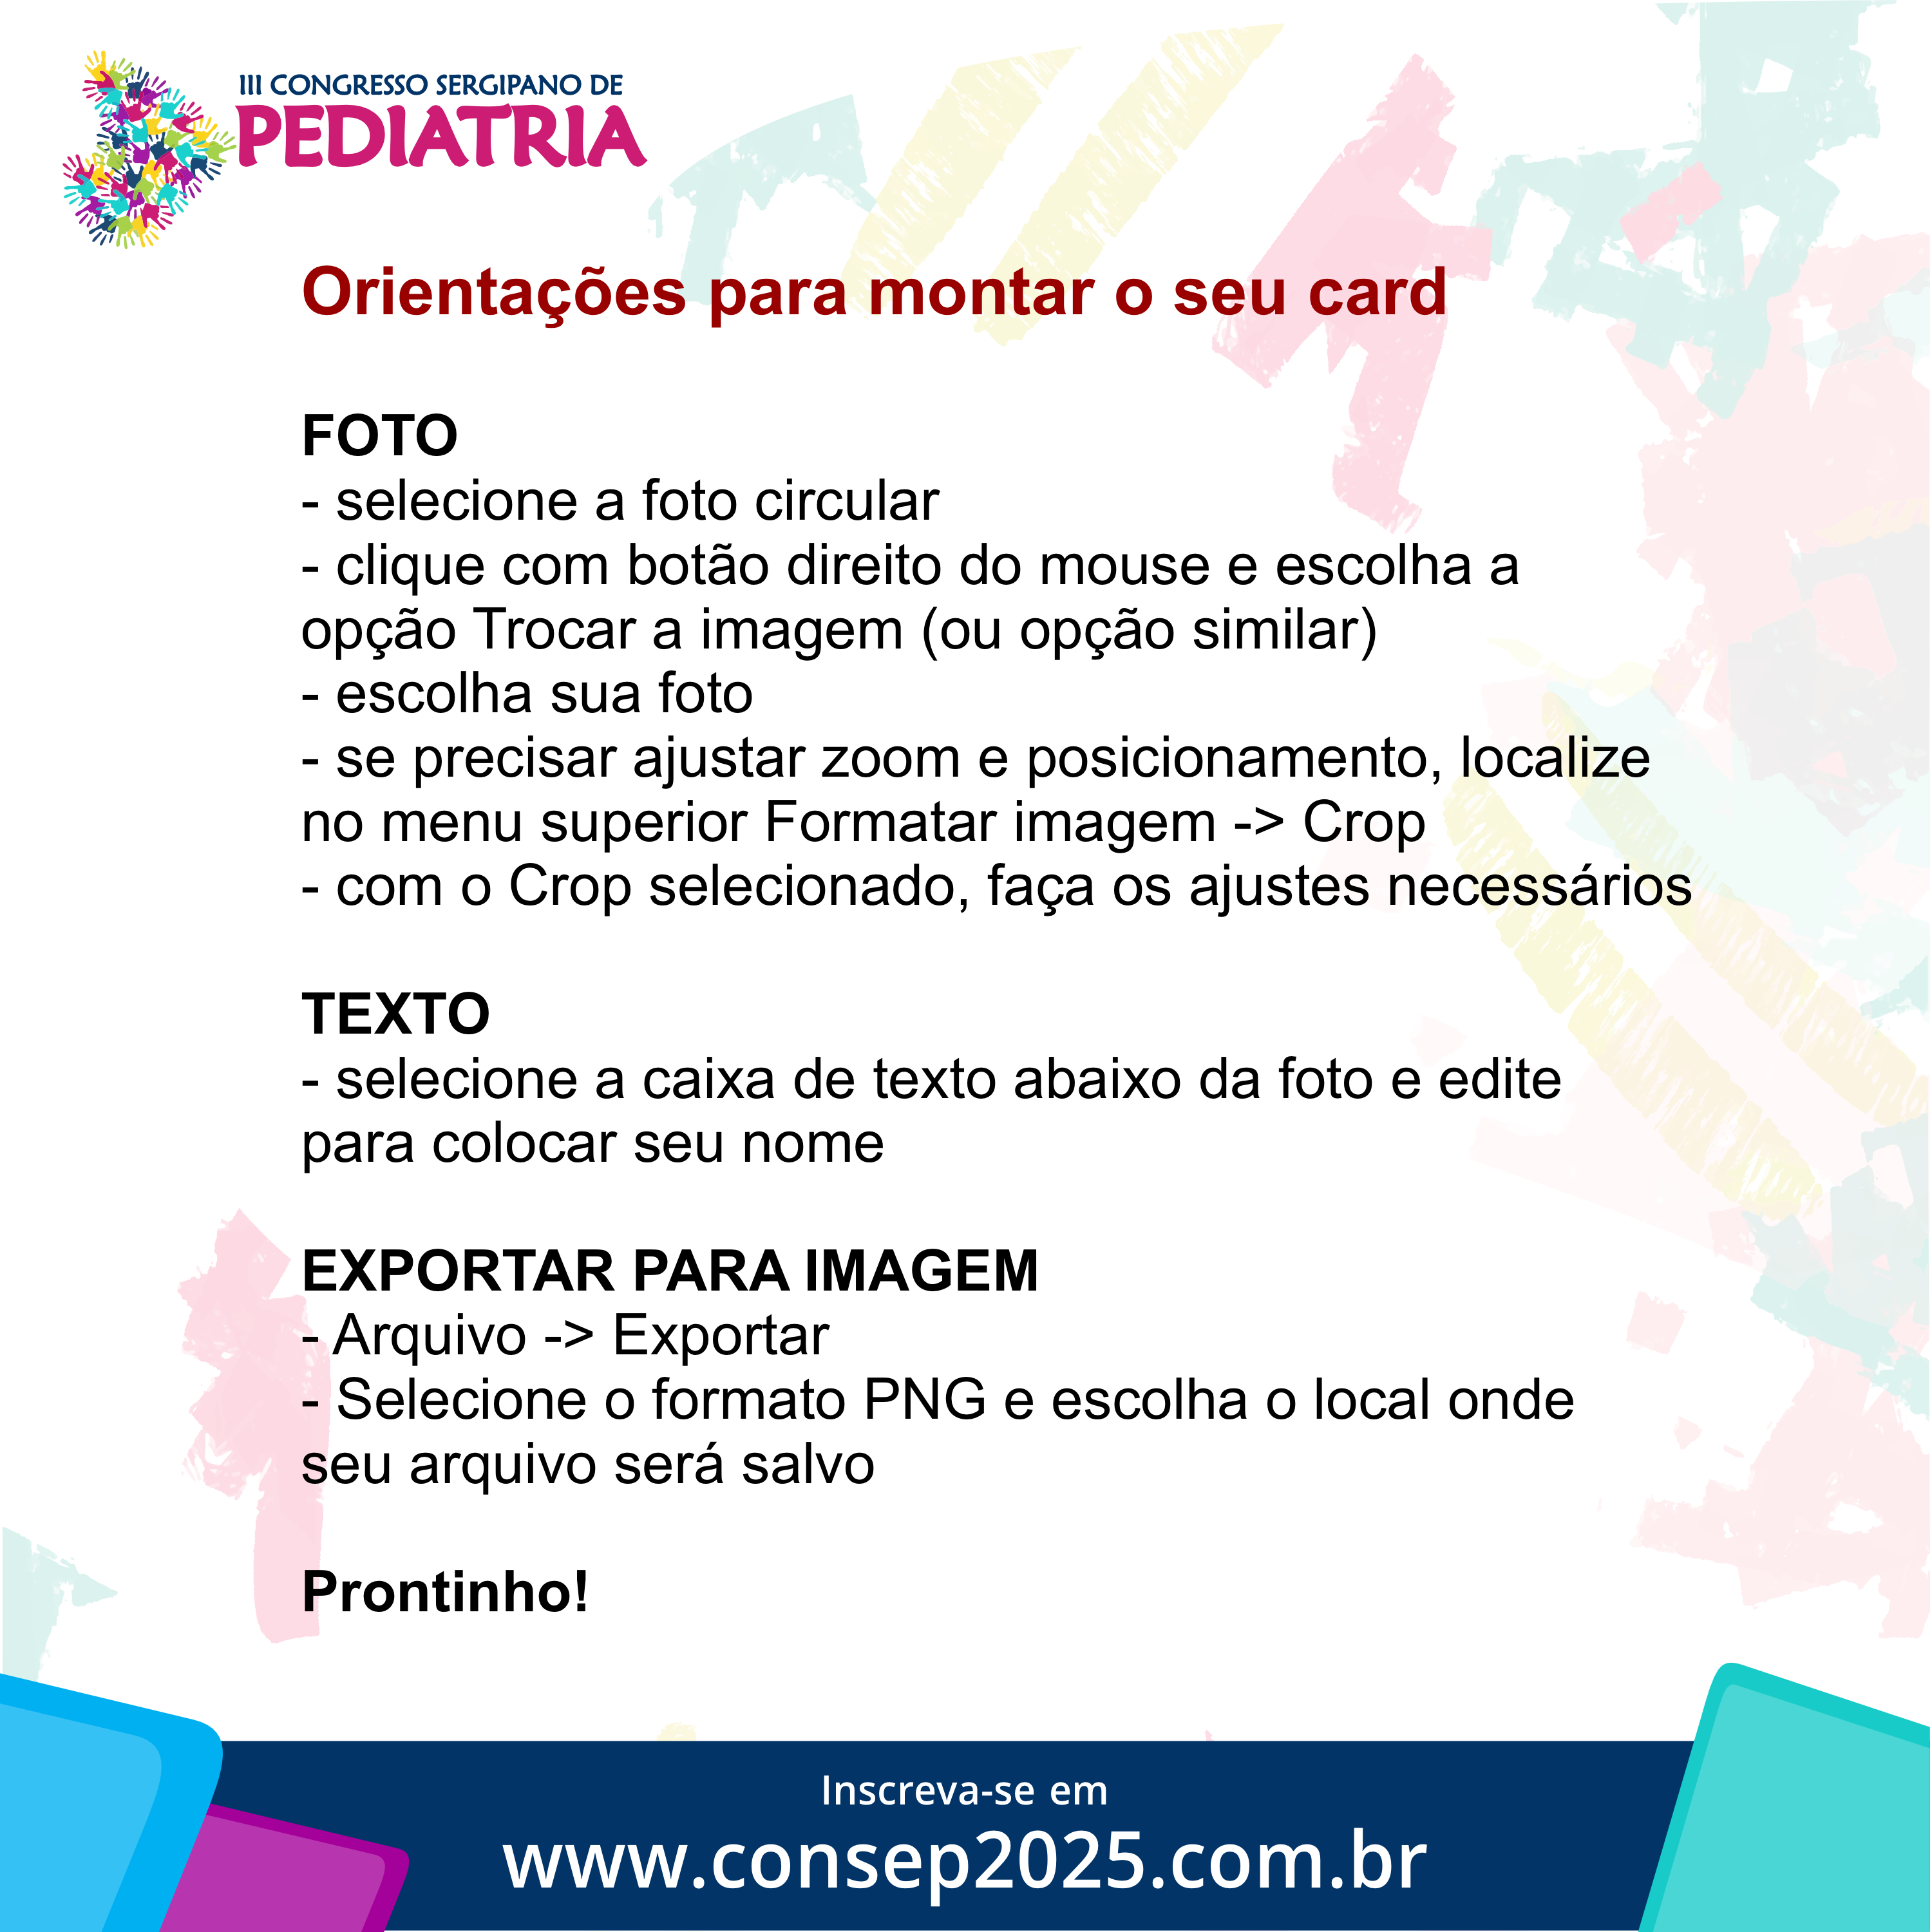 III CONGRESSO SERGIPANO DE
PEDIATRIA
Orientações para montar o seu card
FOTO
- selecione a foto circular
- clique com botão direito do mouse e escolha a
opção Trocar a imagem (ou opção similar)
- escolha sua foto
- se precisar ajustar zoom e posicionamento, localize
no menu superior Formatar imagem -> Crop
- com o Crop selecionado, faça os ajustes necessários
TEXTO
- selecione a caixa de texto abaixo da foto e edite
para colocar seu nome
EXPORTAR PARA IMAGEM
- Arquivo -> Exportar
- Selecione o formato PNG e escolha o local onde
seu arquivo será salvo
Prontinho!
Inscreva-se em
www.consep2025.com.br